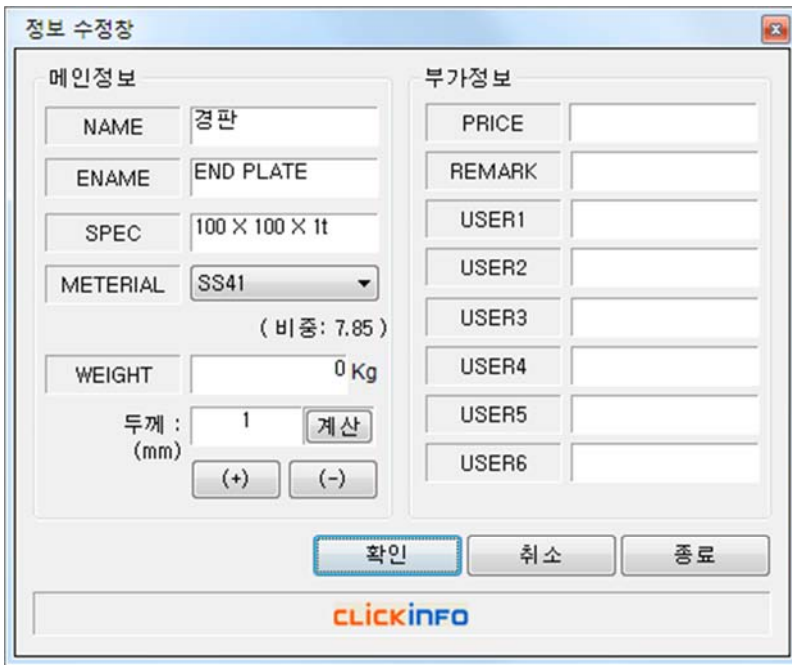 정보 수정창
메인정보
NAME 경판
ENAME END PLATE
SPEC 100 X 100 X 1t
METERIAL SS41
( 비중: 7.85 )
WEIGHT 0 Kg
두께 : 1 계산
(mm)
(+) (-)
부가정보
PRICE
REMARK
USER1
USER2
USER3
USER4
USER5
USER6
확인 취소 종료
CLiCKiNFO